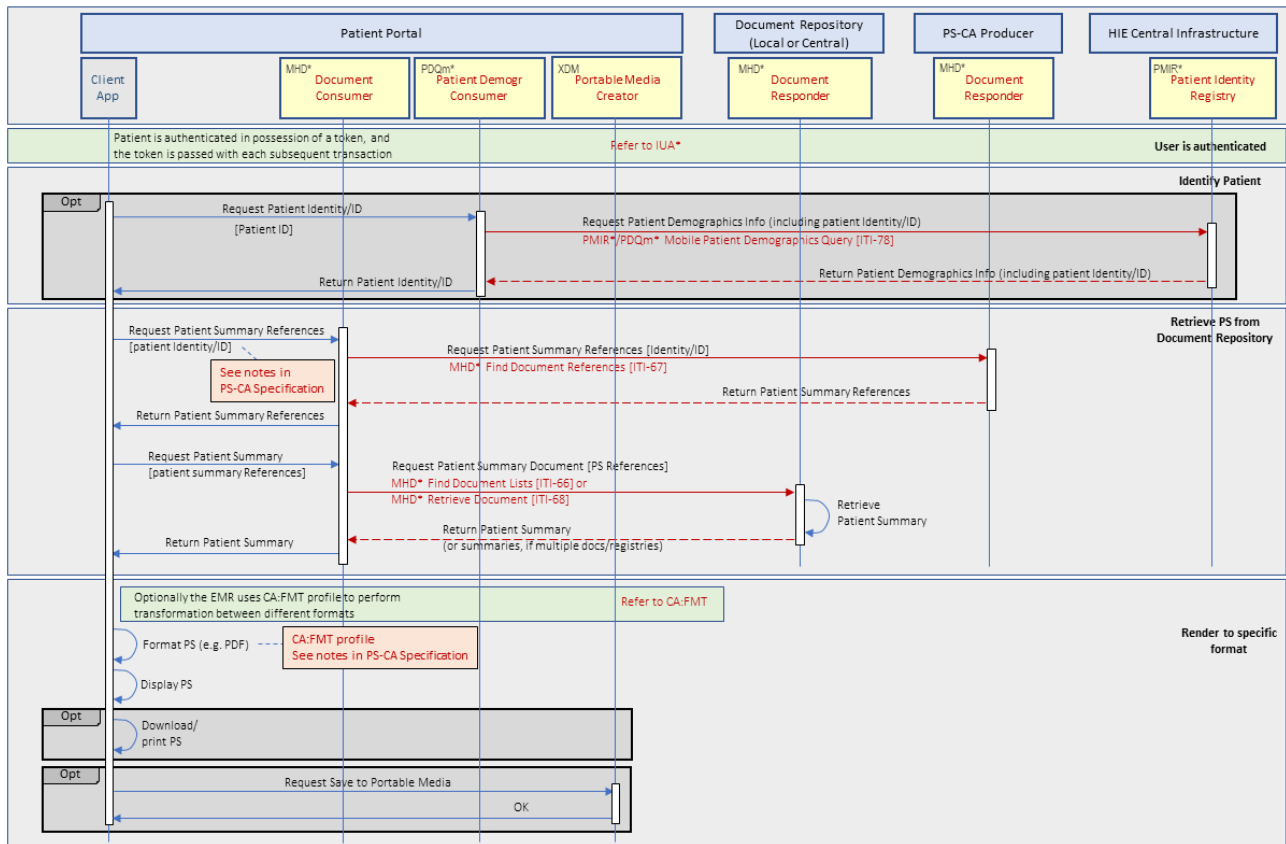 Patient Portal
Document Repository
(Local or Central)
PS-CA Producer
HIE Central Infrastructure
Client
App
MHD*
Document
Consumer
PDQm*
Patient Demogr
Consumer
XDM
Portable Media
Creator
MHD*
Document
Responder
MHD*
Document
Responder
PMIR*
Patient Identity
Registry
Patient is authenticated in possession of a token, and
the token is passed with each subsequent transaction
Refer to IUA*
User is authenticated
Identify Patient
Opt
Request Patient Identity/ID
[Patient ID]
Request Patient Demographics Info (including patient Identity/ID)
PMIR*/PDQm* Mobile Patient Demographics Query [ITI-78]
Return Patient Demographics Info (including patient Identity/ID)
Return Patient Identity/ID
Retrieve PS from
Document Repository
Request Patient Summary References
[patient Identity/ID]
See notes in
PS-CA Specification
Request Patient Summary References [Identity/ID]
MHD* Find Document References [ITI-67]
Return Patient Summary References
Return Patient Summary References
Request Patient Summary
[patient summary References]
Request Patient Summary Document [PS References]
MHD* Find Document Lists [ITI-66] or
MHD* Retrieve Document [ITI-68]
Retrieve
Patient Summary
Return Patient Summary
(or summaries, if multiple docs/registries)
Return Patient Summary
Optionally the EMR uses CA:FMT profile to perform
transformation between different formats
Refer to CA:FMT
Render to specific
format
Format PS (e.g. PDF)
CA:FMT profile
See notes in PS-CA Specification
Display PS
Opt
Download/
print PS
Opt
Request Save to Portable Media
OK